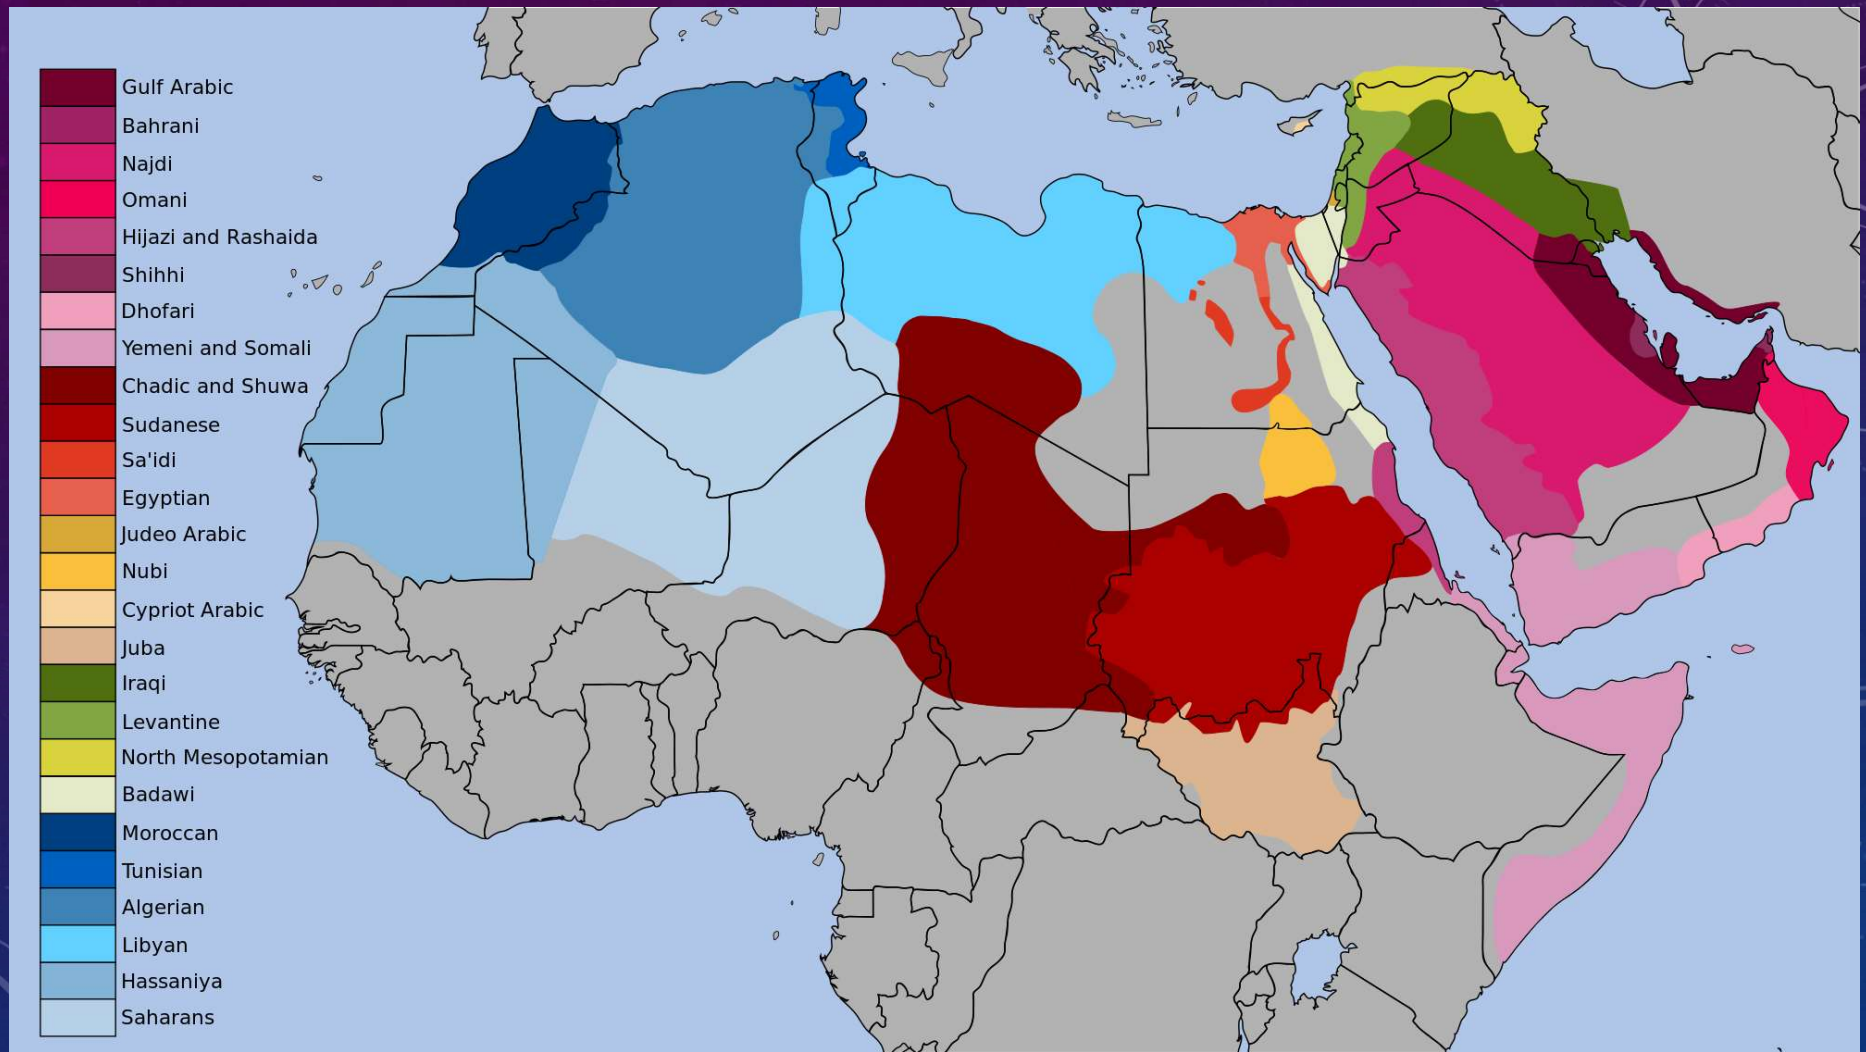 Gulf Arabic
Bahrani
Najdi
Omani
Hijazi and Rashaida
Shihhi
Dhofari
Yemeni and Somali
Chadic and Shuwa
Sudanese
Sa'idi
Egyptian
Judeo Arabic
Nubi
Cypriot Arabic
Juba
Iraqi
Levantine
North Mesopotamian
Badawi
Moroccan
Tunisian
Algerian
Libyan
Hassaniya
Saharans